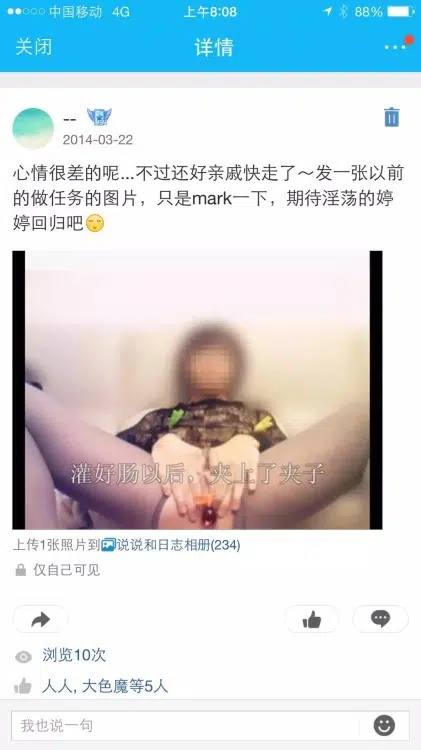 中国移动 4G 上午8:08 88%
关闭 详情
--
2014-03-22
心情很差的呢...不过还好亲戚快走了～发一张以前
的做任务的图片，只是mark一下，期待淫荡的婷
婷回归吧
灌好肠以后，夹上了夹子
上传1张照片到说说和日志相册(234)
仅自己可见
浏览10次
人人, 大色魔等5人
我也说一句